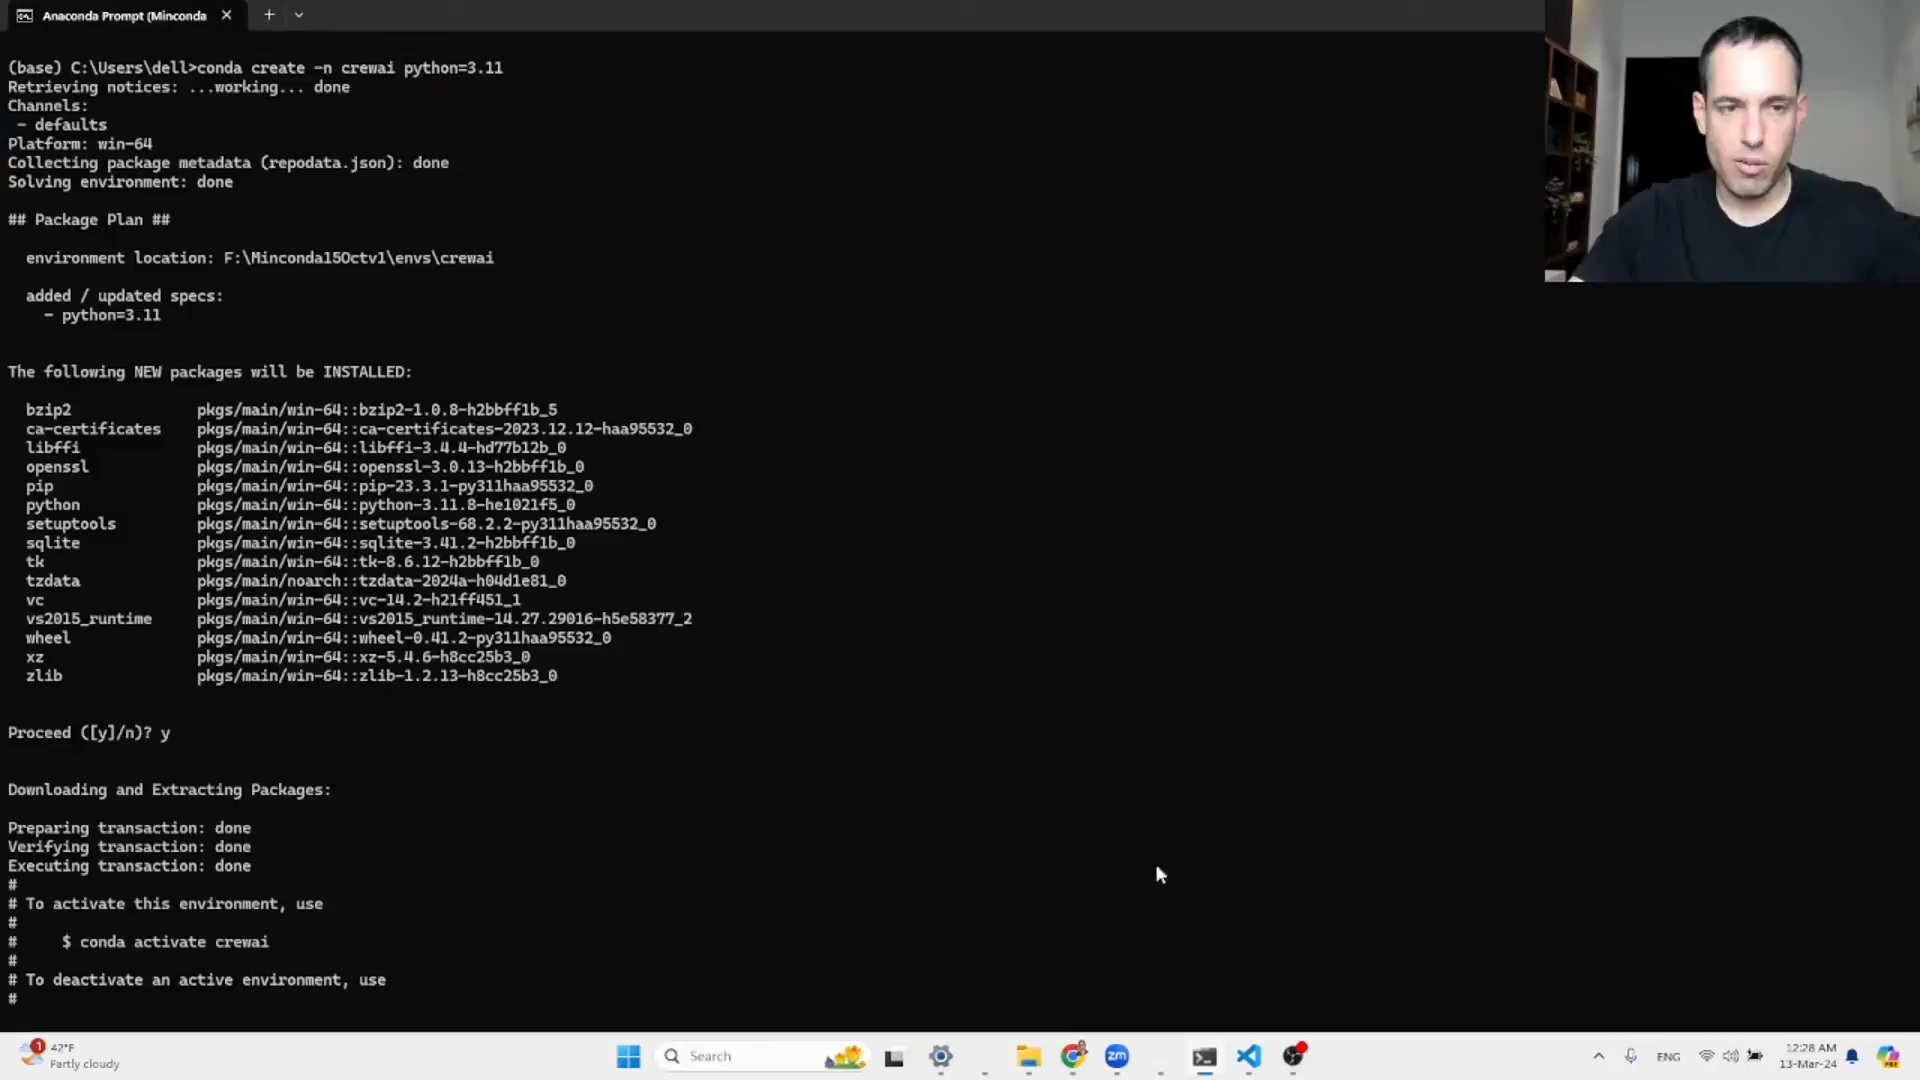 Anaconda Prompt (Minconda
(base) C:\Users\dell>conda create -n crewai python=3.11
Retrieving notices: ...working... done
Channels:
- defaults
Platform: win-64
Collecting package metadata (repodata.json): done
Solving environment: done
## Package Plan ##
environment location: F:\Minconda15Octv1\envs\crewai
added / updated specs:
- python=3.11
The following NEW packages will be INSTALLED:
bzip2 pkgs/main/win-64::bzip2-1.0.8-h2bbff1b_5
ca-certificates pkgs/main/win-64::ca-certificates-2023.12.12-haa95532_0
libffi pkgs/main/win-64::libffi-3.4.4-hd77b12b_0
openssl pkgs/main/win-64::openssl-3.0.13-h2bbff1b_0
pip pkgs/main/win-64::pip-23.3.1-py311haa95532_0
python pkgs/main/win-64::python-3.11.8-he1021f5_0
setuptools pkgs/main/win-64::setuptools-68.2.2-py311haa95532_0
sqlite pkgs/main/win-64::sqlite-3.41.2-h2bbff1b_0
tk pkgs/main/win-64::tk-8.6.12-h2bbff1b_0
tzdata pkgs/main/noarch::tzdata-2024a-h04d1e81_0
vc pkgs/main/win-64::vc-14.2-h21ff451_1
vs2015_runtime pkgs/main/win-64::vs2015_runtime-14.27.29016-h5e58377_2
wheel pkgs/main/win-64::wheel-0.41.2-py311haa95532_0
xz pkgs/main/win-64::xz-5.4.6-h8cc25b3_0
zlib pkgs/main/win-64::zlib-1.2.13-h8cc25b3_0
Proceed ([y]/n)? y
Downloading and Extracting Packages:
Preparing transaction: done
Verifying transaction: done
Executing transaction: done
#
# To activate this environment, use
#
# $ conda activate crewai
#
# To deactivate an active environment, use
#
1
42°F
Partly cloudy
Search
zm
ENG
12:28 AM
13-Mar-24